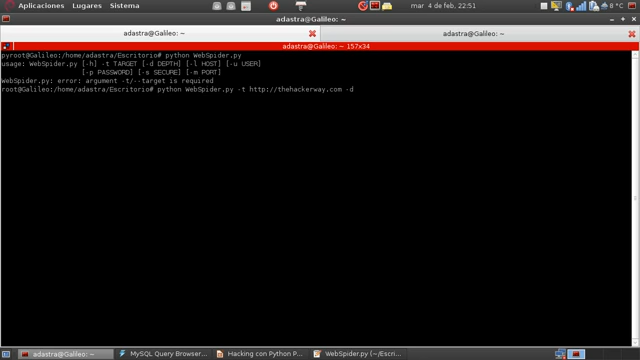 Aplicaciones Lugares Sistema mar 4 de feb, 22:51 8 °C
adastra@Galileo: ~
adastra@Galileo: ~ adastra@Galileo: ~
adastra@Galileo: ~ 157x34
pyroot@Galileo:/home/adastra/Escritorio# python WebSpider.py
usage: WebSpider.py [-h] -t TARGET [-d DEPTH] [-l HOST] [-u USER]
[-p PASSWORD] [-s SECURE] [-m PORT]
WebSpider.py: error: argument -t/--target is required
root@Galileo:/home/adastra/Escritorio# python WebSpider.py -t http://thehackerway.com -d
adastra@Galileo: ~ MySQL Query Browser... Hacking con Python P... WebSpider.py (~/Escri...